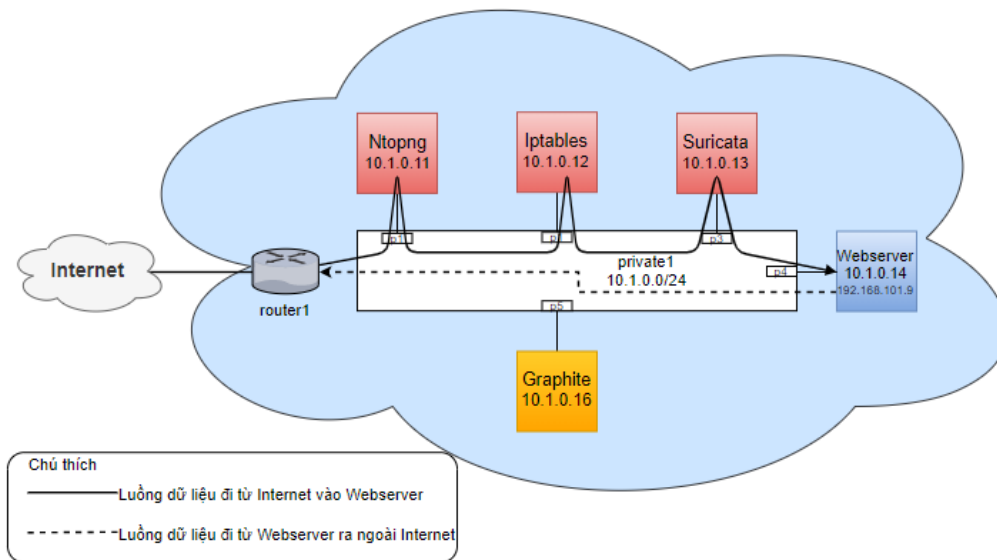 Ntopng
10.1.0.11
Iptables
10.1.0.12
Suricata
10.1.0.13
p1
p3
Internet
router1
private1
10.1.0.0/24
p4
Webserver
10.1.0.14
192.168.101.9
p5
Graphite
10.1.0.16
Chú thích
Luồng dữ liệu đi từ Internet vào Webserver
Luồng dữ liệu đi từ Webserver ra ngoài Internet